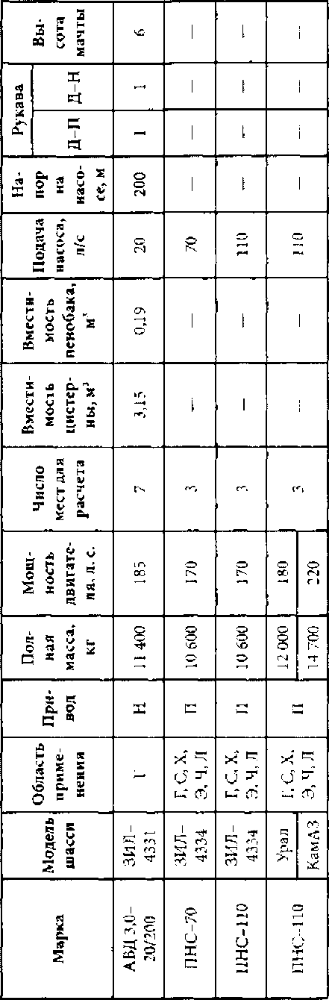 Марка
Модель
шасси
Область
приме-
нения
При-
вод
Пол-
ная
масса,
кг
Мощ-
ность
двигате-
ля. л. с.
Число
мест для
расчета
Вмести-
мость
цистер-
ны, м³
Вмести-
мость
пенобака,
м³
Подача
насоса,
л/с
На-
пор
на
насо-
се, м
Рукава
Д–П
Д–Н
Вы-
сота
мачты
АБД 3,0–
20/200
ЗИЛ–
4331
Г
Н
11 400
185
7
3,15
0,19
20
200
1
1
6
ПНС–70
ЗИЛ–
4334
Г, С, Х,
Э, Ч, Л
П
10 600
170
3
—
—
70
—
—
—
—
ПНС–110
ЗИЛ–
4334
Г, С, Х,
Э, Ч, Л
П
10 600
170
3
—
—
110
—
—
—
—
ПНС–110
Урал
КамАЗ
Г, С, Х,
Э, Ч, Л
П
12 000
14 700
180
220
3
—
—
110
—
—
—
—